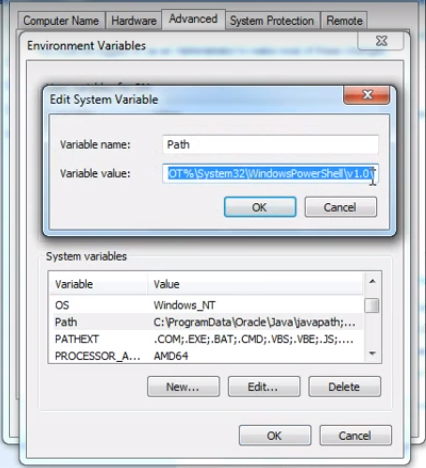 Computer Name Hardware Advanced System Protection Remote
Environment Variables
Edit System Variable
Variable name: Path
Variable value: OT%\System32\WindowsPowerShell\v1.0\
OK Cancel
System variables
Variable Value
OS Windows_NT
Path C:\ProgramData\Oracle\Java\javapath;...
PATHEXT .COM;.EXE;.BAT;.CMD;.VBS;.VBE;.JS;....
PROCESSOR_A... AMD64
New... Edit... Delete
OK Cancel